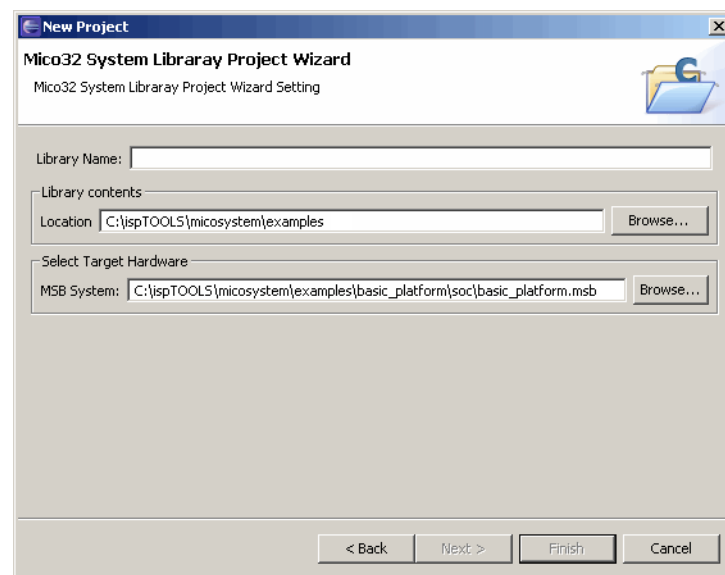 New Project
Mico32 System Libraray Project Wizard
Mico32 System Libraray Project Wizard Setting
C
Library Name:
Library contents
Location C:\ispTOOLS\micosystem\examples Browse...
Select Target Hardware
MSB System: C:\ispTOOLS\micosystem\examples\basic_platform\soc\basic_platform.msb Browse...
< Back Next > Finish Cancel